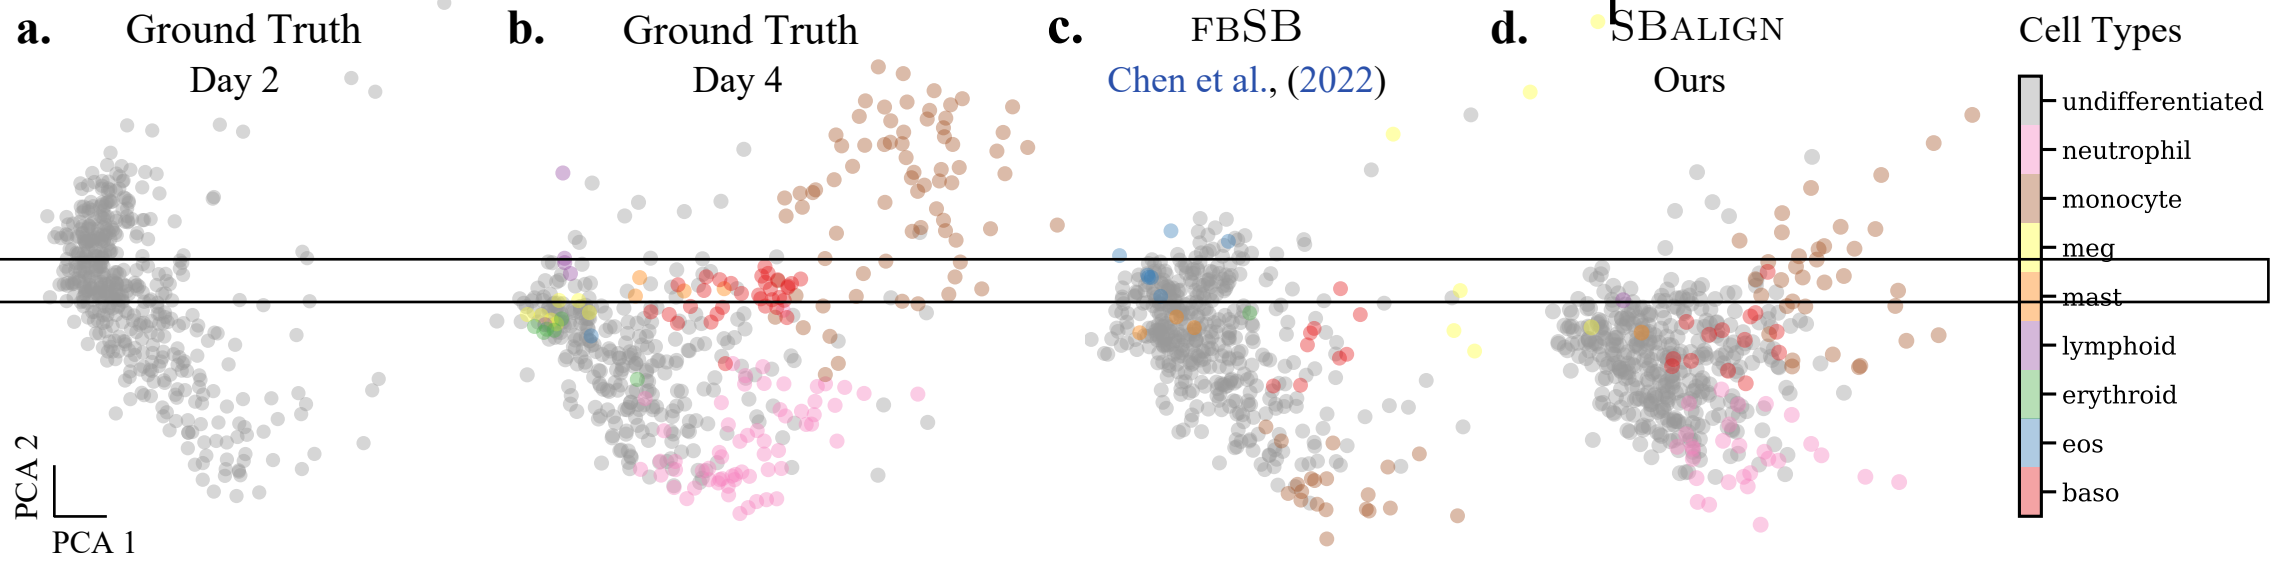 a. Ground Truth
Day 2
b. Ground Truth
Day 4
c. FBSB
Chen et al., (2022)
d. SBALIGN
Ours
Cell Types
undifferentiated
neutrophil
monocyte
meg
mast
lymphoid
erythroid
eos
baso
PCA 2
PCA 1